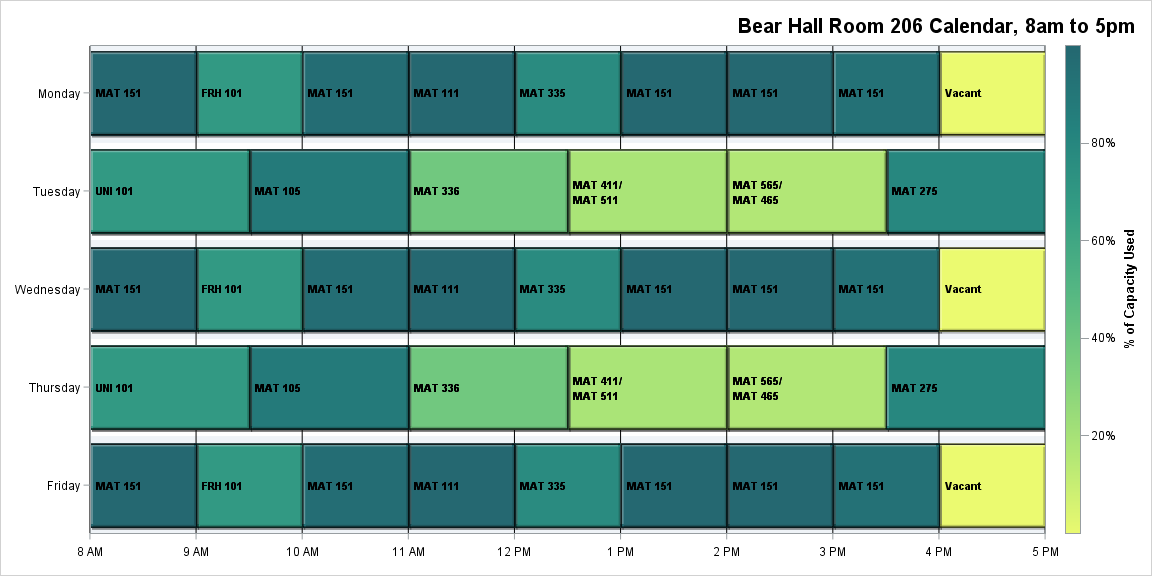 Bear Hall Room 206 Calendar, 8am to 5pm
Monday
MAT 151
FRH 101
MAT 151
MAT 111
MAT 335
MAT 151
MAT 151
MAT 151
Vacant
Tuesday
UNI 101
MAT 105
MAT 336
MAT 411/
MAT 511
MAT 565/
MAT 465
MAT 275
Wednesday
MAT 151
FRH 101
MAT 151
MAT 111
MAT 335
MAT 151
MAT 151
MAT 151
Vacant
Thursday
UNI 101
MAT 105
MAT 336
MAT 411/
MAT 511
MAT 565/
MAT 465
MAT 275
Friday
MAT 151
FRH 101
MAT 151
MAT 111
MAT 335
MAT 151
MAT 151
MAT 151
Vacant
8 AM
9 AM
10 AM
11 AM
12 PM
1 PM
2 PM
3 PM
4 PM
5 PM
80%
60%
40%
20%
% of Capacity Used